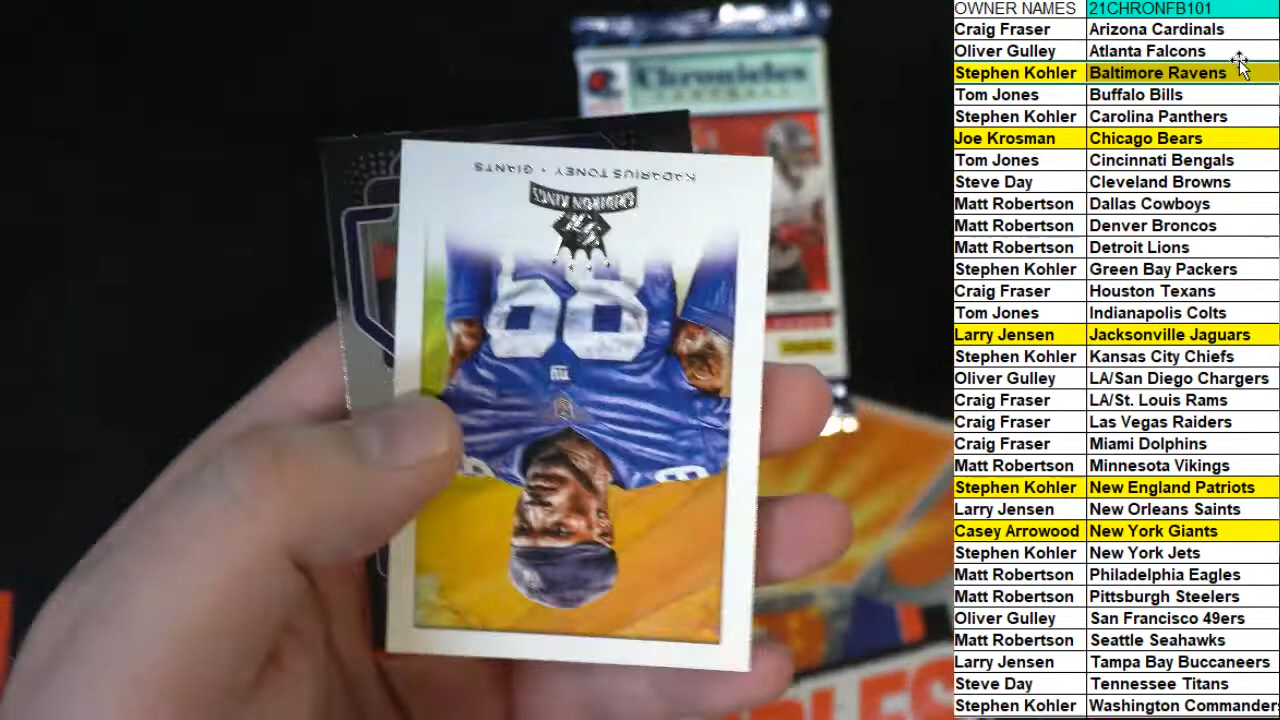 Chronicles
FOOTBALL
KADARIUS TONEY • GIANTS
GRIDIRON KINGS
89
OWNER NAMES 21CHRONFB101
Craig Fraser Arizona Cardinals
Oliver Gulley Atlanta Falcons
Stephen Kohler Baltimore Ravens
Tom Jones Buffalo Bills
Stephen Kohler Carolina Panthers
Joe Krosman Chicago Bears
Tom Jones Cincinnati Bengals
Steve Day Cleveland Browns
Matt Robertson Dallas Cowboys
Matt Robertson Denver Broncos
Matt Robertson Detroit Lions
Stephen Kohler Green Bay Packers
Craig Fraser Houston Texans
Tom Jones Indianapolis Colts
Larry Jensen Jacksonville Jaguars
Stephen Kohler Kansas City Chiefs
Oliver Gulley LA/San Diego Chargers
Craig Fraser LA/St. Louis Rams
Craig Fraser Las Vegas Raiders
Craig Fraser Miami Dolphins
Matt Robertson Minnesota Vikings
Stephen Kohler New England Patriots
Larry Jensen New Orleans Saints
Casey Arrowood New York Giants
Stephen Kohler New York Jets
Matt Robertson Philadelphia Eagles
Matt Robertson Pittsburgh Steelers
Oliver Gulley San Francisco 49ers
Matt Robertson Seattle Seahawks
Larry Jensen Tampa Bay Buccaneers
Steve Day Tennessee Titans
Stephen Kohler Washington Commander